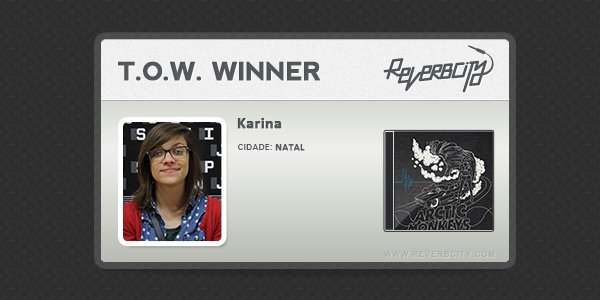 T.O.W. WINNER
ReverbCity
Karina
CIDADE: NATAL
ARCTIC
MONKEYS
WWW.REVERBCITY.COM